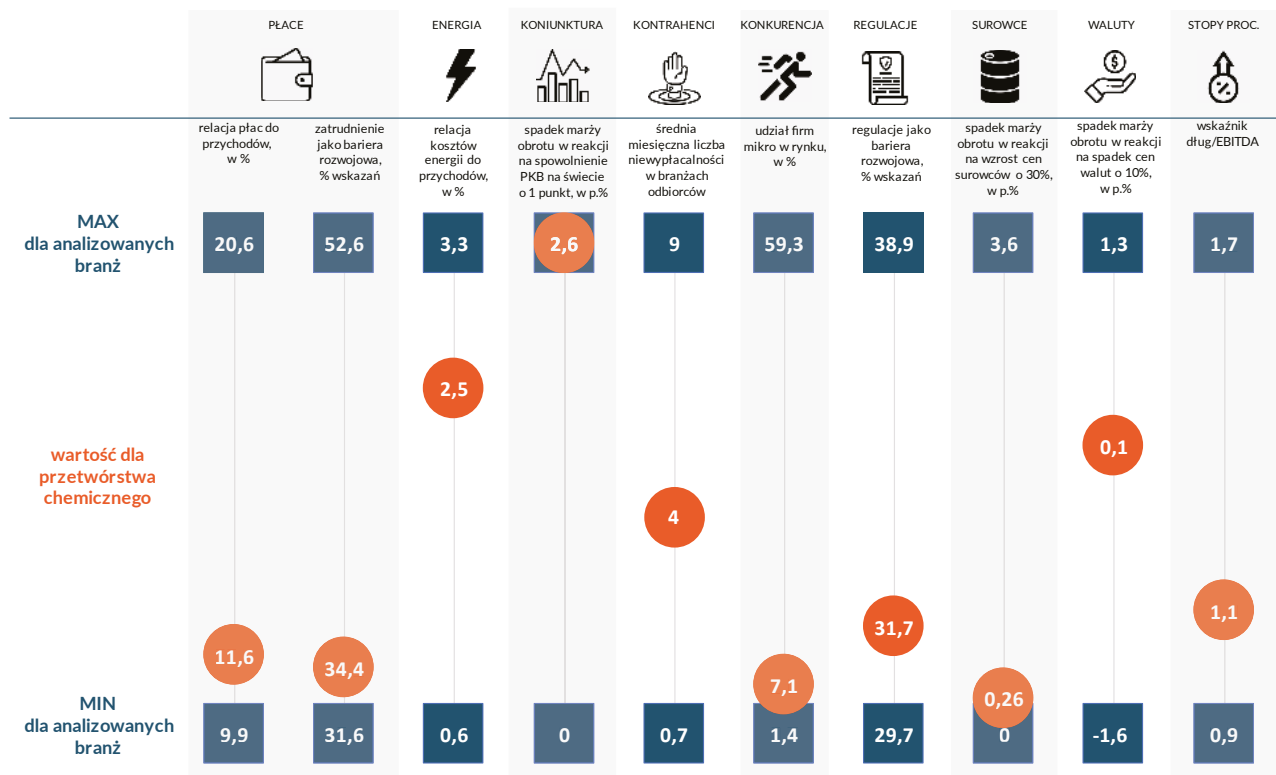 PŁACE
ENERGIA
KONIUNKTURA
KONTRAHENCI
KONKURENCJA
REGULACJE
SUROWCE
WALUTY
STOPY PROC.
relacja płac do
przychodów,
w %
zatrudnienie
jako bariera
rozwojowa,
% wskazań
relacja
kosztów
energii do
przychodów,
w %
spadek marży
obrotu w reakcji
na spowolnienie
PKB na świecie
o 1 punkt, w p.%
średnia
miesięczna liczba
niewypłacalności
w branżach
odbiorców
udział firm
mikro w rynku,
w %
regulacje jako
bariera
rozwojowa,
% wskazań
spadek marży
obrotu w reakcji
na wzrost cen
surowców o 30%,
w p.%
spadek marży
obrotu w reakcji
na spadek cen
walut o 10%,
w p.%
wskaźnik
dług/EBITDA
MAX
dla analizowanych
branż
20,6
52,6
3,3
2,6
9
59,3
38,9
3,6
1,3
1,7
wartość dla
przetwórstwa
chemicznego
11,6
34,4
2,5
4
7,1
31,7
0,26
0,1
1,1
MIN
dla analizowanych
branż
9,9
31,6
0,6
0
0,7
1,4
29,7
0
-1,6
0,9